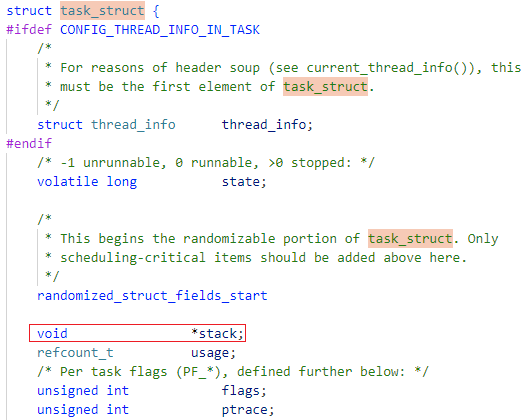 struct task_struct {
#ifdef CONFIG_THREAD_INFO_IN_TASK
/*
* For reasons of header soup (see current_thread_info()), this
* must be the first element of task_struct.
*/
struct thread_info thread_info;
#endif
/* -1 unrunnable, 0 runnable, >0 stopped: */
volatile long state;
/*
* This begins the randomizable portion of task_struct. Only
* scheduling-critical items should be added above here.
*/
randomized_struct_fields_start
void *stack;
refcount_t usage;
/* Per task flags (PF_*), defined further below: */
unsigned int flags;
unsigned int ptrace;